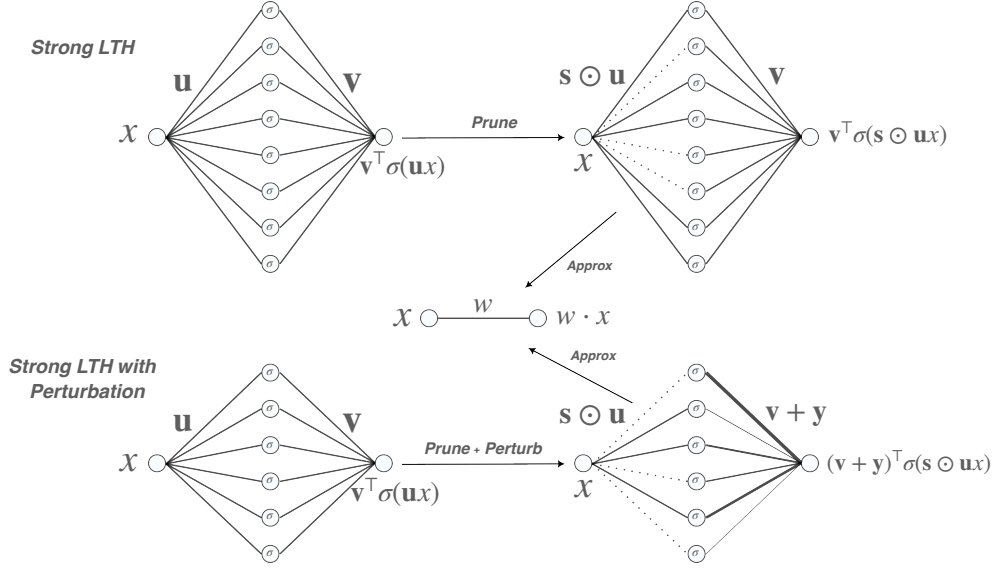 Strong LTH
σ
σ
σ
σ
σ
σ
σ
σ
u
v
x
v⊤σ(ux)
Prune
σ
σ
σ
σ
σ
σ
σ
σ
s ⊙ u
v
x
v⊤σ(s ⊙ ux)
Approx
x
w
w · x
Approx
Strong LTH with
Perturbation
σ
σ
σ
σ
σ
σ
u
v
x
v⊤σ(ux)
Prune + Perturb
σ
σ
σ
σ
σ
σ
s ⊙ u
v + y
x
(v + y)⊤σ(s ⊙ ux)